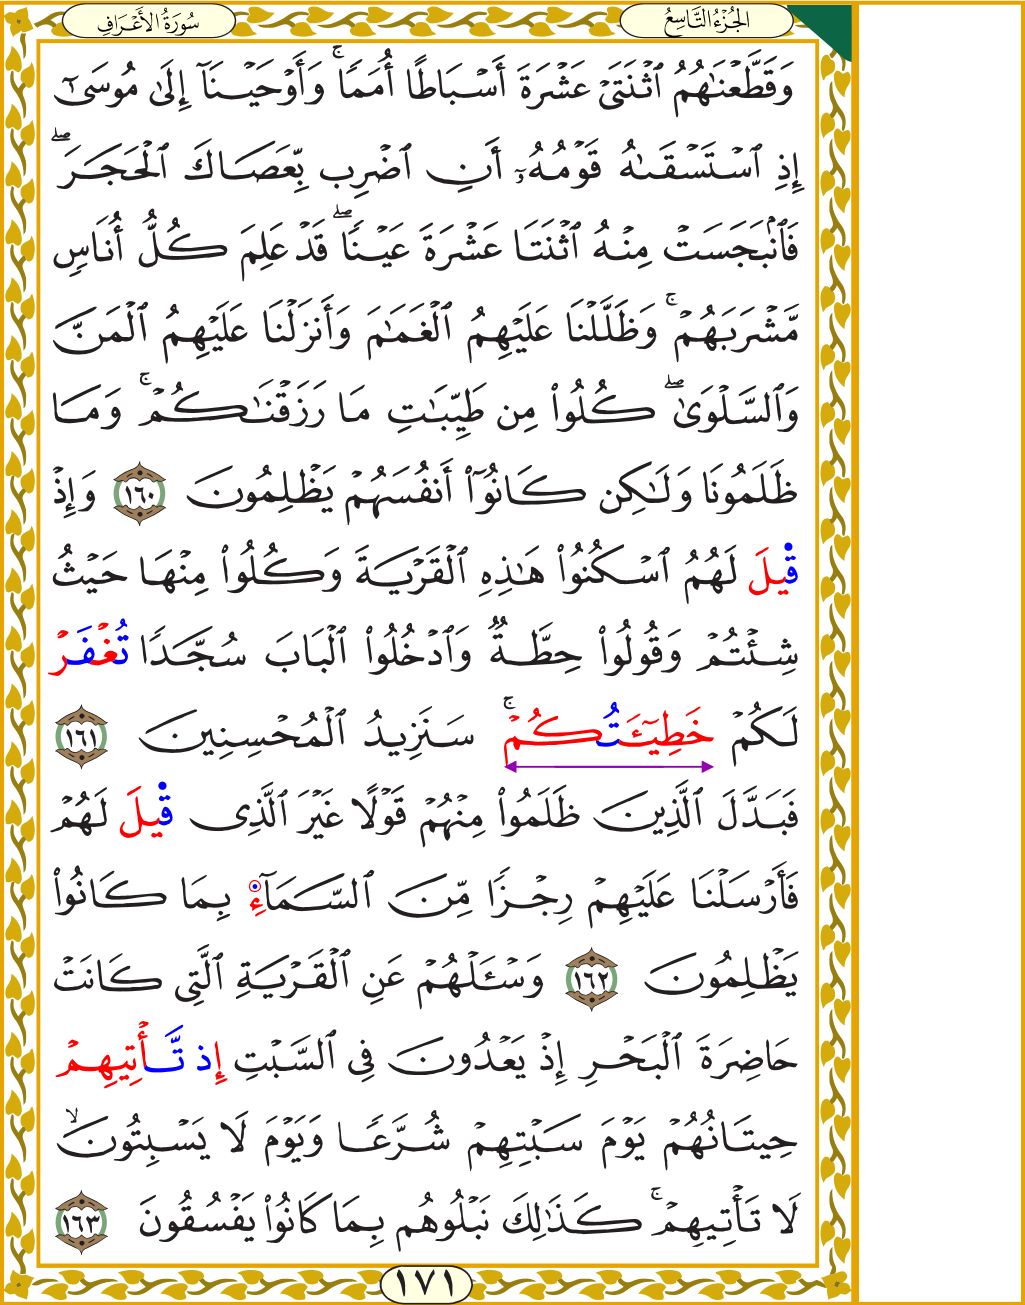 الجُزْءُ التَّاسِعُ
سُورَةُ الأَعْرَافِ
وَقَطَّعۡنَٰهُمُ ٱثۡنَتَيۡ عَشۡرَةَ أَسۡبَاطًا أُمَمٗاۚ وَأَوۡحَيۡنَآ إِلَىٰ مُوسَىٰٓ
إِذِ ٱسۡتَسۡقَىٰهُ قَوۡمُهُۥٓ أَنِ ٱضۡرِب بِّعَصَاكَ ٱلۡحَجَرَۖ
فَٱنۢبَجَسَتۡ مِنۡهُ ٱثۡنَتَا عَشۡرَةَ عَيۡنٗاۖ قَدۡ عَلِمَ كُلُّ أُنَاسٖ
مَّشۡرَبَهُمۡۚ وَظَلَّلۡنَا عَلَيۡهِمُ ٱلۡغَمَٰمَ وَأَنزَلۡنَا عَلَيۡهِمُ ٱلۡمَنَّ
وَٱلسَّلۡوَىٰۖ كُلُواْ مِن طَيِّبَٰتِ مَا رَزَقۡنَٰكُمۡۚ وَمَا
ظَلَمُونَا وَلَٰكِن كَانُوٓاْ أَنفُسَهُمۡ يَظۡلِمُونَ ١٦٠ وَإِذۡ
قِيلَ لَهُمُ ٱسۡكُنُواْ هَٰذِهِ ٱلۡقَرۡيَةَ وَكُلُواْ مِنۡهَا حَيۡثُ
شِئۡتُمۡ وَقُولُواْ حِطَّةٞ وَٱدۡخُلُواْ ٱلۡبَابَ سُجَّدٗا تُغۡفَرۡ
لَكُمۡ خَطِيٓـَٔتُكُمۡۚ سَنَزِيدُ ٱلۡمُحۡسِنِينَ ١٦١
فَبَدَّلَ ٱلَّذِينَ ظَلَمُواْ مِنۡهُمۡ قَوۡلًا غَيۡرَ ٱلَّذِي قِيلَ لَهُمۡ
فَأَرۡسَلۡنَا عَلَيۡهِمۡ رِجۡزٗا مِّنَ ٱلسَّمَآءِ بِمَا كَانُواْ
يَظۡلِمُونَ ١٦٢ وَسۡـَٔلۡهُمۡ عَنِ ٱلۡقَرۡيَةِ ٱلَّتِي كَانَتۡ
حَاضِرَةَ ٱلۡبَحۡرِ إِذۡ يَعۡدُونَ فِي ٱلسَّبۡتِ إِذ تَّأۡتِيهِمۡ
حِيتَانُهُمۡ يَوۡمَ سَبۡتِهِمۡ شُرَّعٗا وَيَوۡمَ لَا يَسۡبِتُونَۙ
لَا تَأۡتِيهِمۡۚ كَذَٰلِكَ نَبۡلُوهُم بِمَا كَانُواْ يَفۡسُقُونَ ١٦٣
١٧١